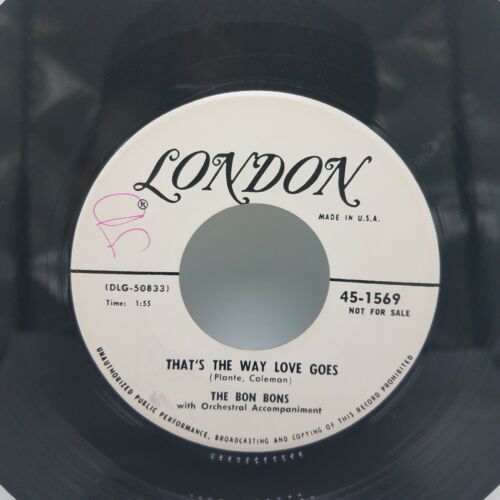 LONDON
®
MADE IN U.S.A.
(DLG-50833)
Time: 1:55
45-1569
NOT FOR SALE
THAT'S THE WAY LOVE GOES
(Plante, Coleman)
THE BON BONS
with Orchestral Accompaniment
UNAUTHORIZED PUBLIC PERFORMANCE, BROADCASTING AND COPYING OF THIS RECORD PROHIBITED